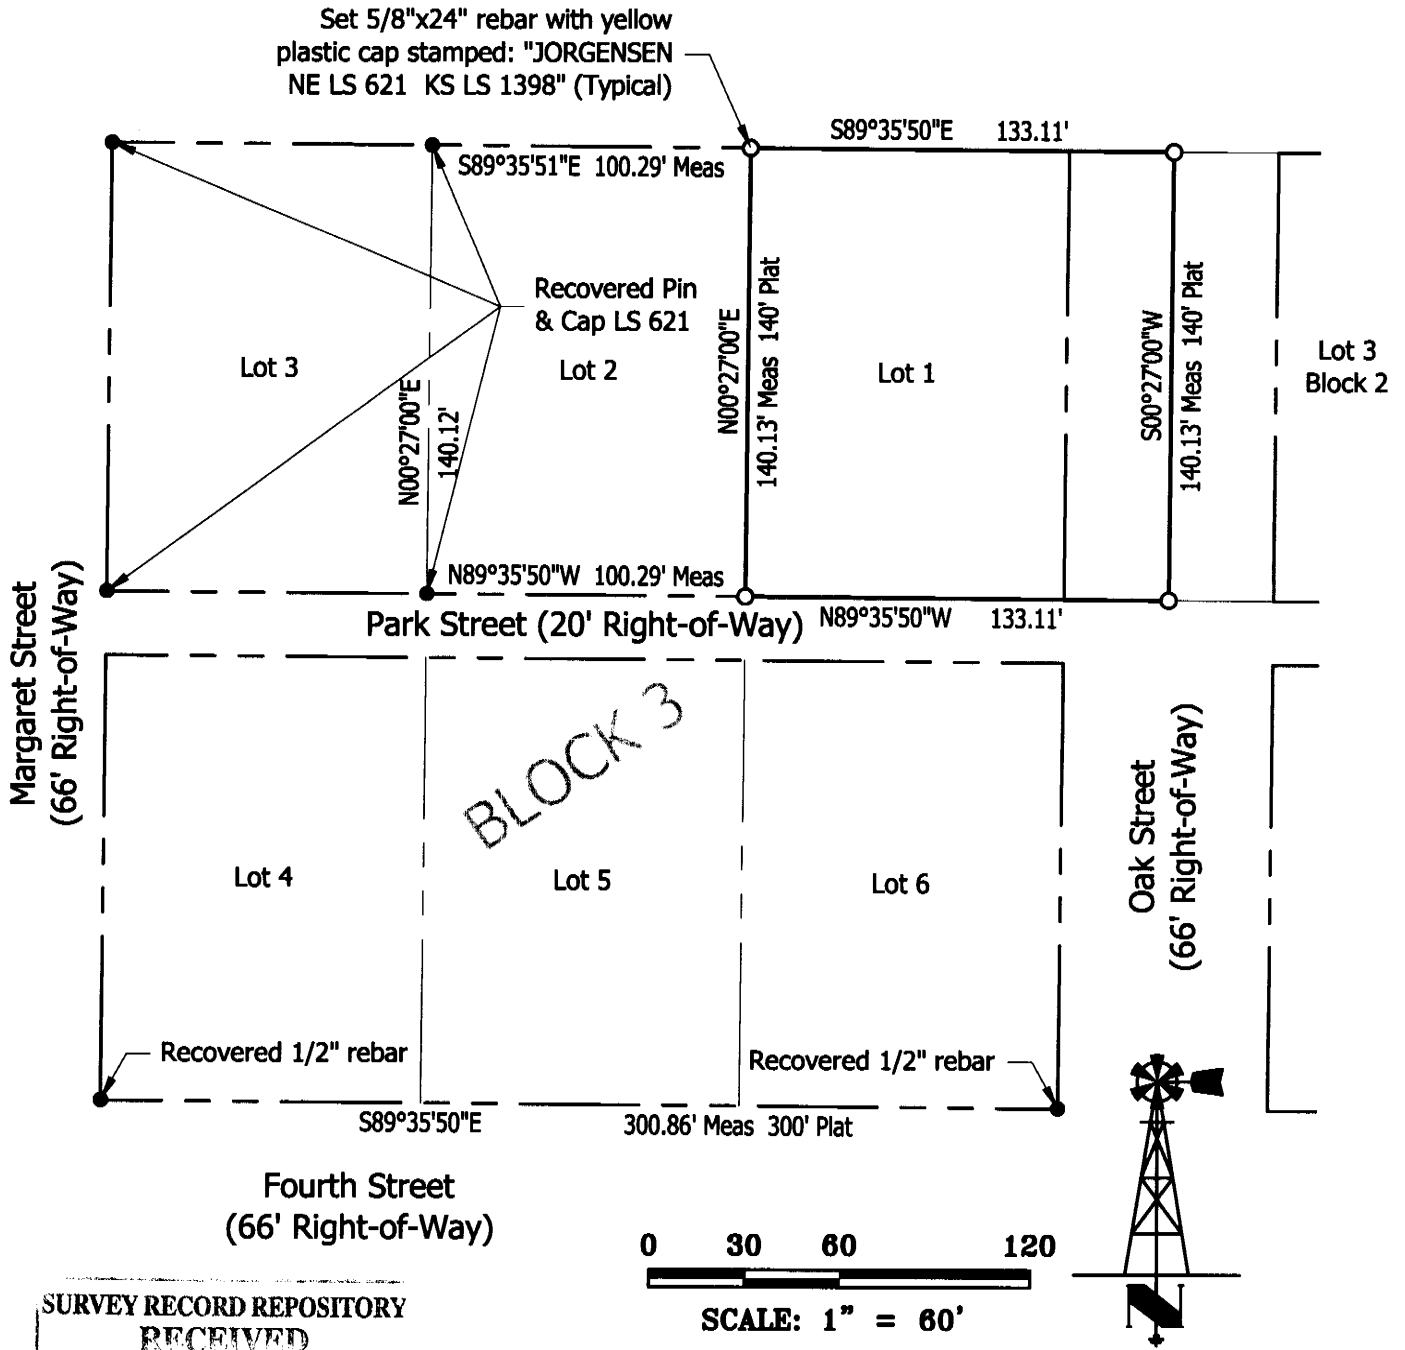 Set 5/8"x24" rebar with yellow
plastic cap stamped: "JORGENSEN
NE LS 621 KS LS 1398" (Typical)
S89°35'50"E 133.11'
S89°35'51"E 100.29' Meas
Recovered Pin
& Cap LS 621
N00°27'00"E
140.13' Meas 140' Plat
S00°27'00"W
140.13' Meas 140' Plat
Lot 3
Lot 2
Lot 1
Lot 3
Block 2
N00°27'00"E
140.12'
N89°35'50"W 100.29' Meas
Park Street (20' Right-of-Way)
N89°35'50"W 133.11'
Margaret Street
(66' Right-of-Way)
BLOCK 3
Oak Street
(66' Right-of-Way)
Lot 4
Lot 5
Lot 6
Recovered 1/2" rebar
Recovered 1/2" rebar
S89°35'50"E 300.86' Meas 300' Plat
Fourth Street
(66' Right-of-Way)
0 30 60 120
SCALE: 1" = 60'
N
SURVEY RECORD REPOSITORY
RECEIVED